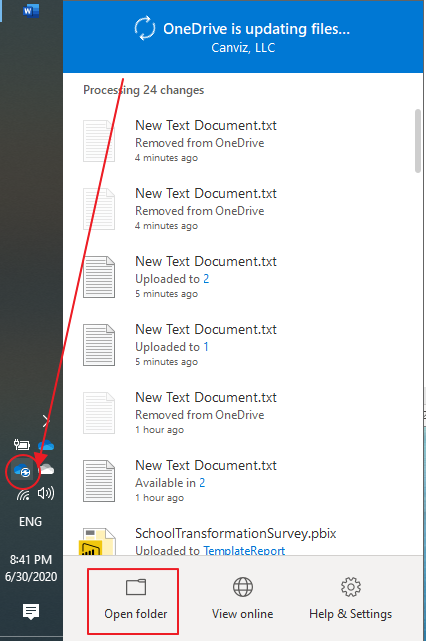 OneDrive is updating files...
Canviz, LLC
Processing 24 changes
New Text Document.txt
Removed from OneDrive
4 minutes ago
New Text Document.txt
Removed from OneDrive
4 minutes ago
New Text Document.txt
Uploaded to 2
5 minutes ago
New Text Document.txt
Uploaded to 1
5 minutes ago
New Text Document.txt
Removed from OneDrive
1 hour ago
New Text Document.txt
Available in 2
1 hour ago
SchoolTransformationSurvey.pbix
Uploaded to TemplateReport
ENG
8:41 PM
6/30/2020
Open folder
View online
Help & Settings